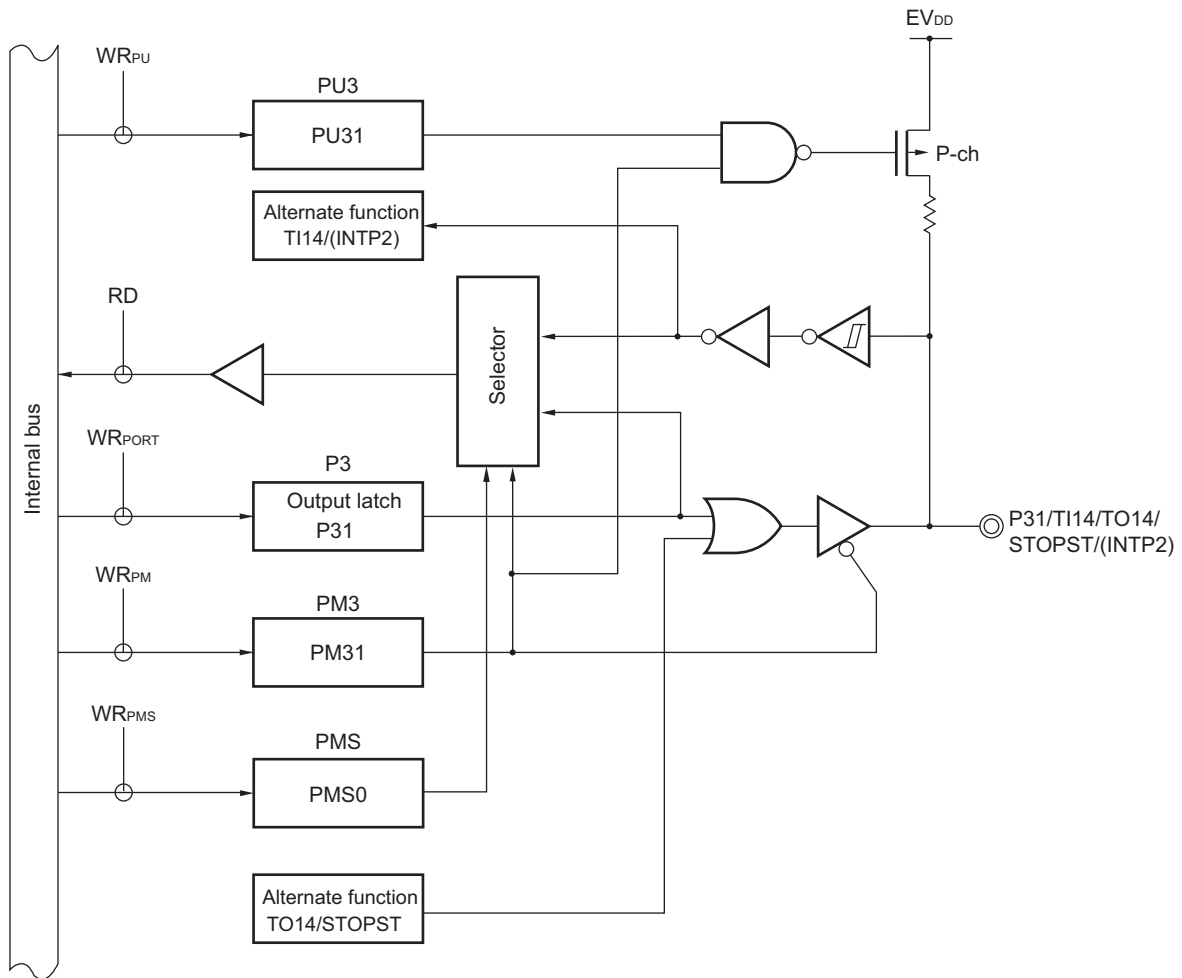 EVDD
WRPU
PU3
PU31
P-ch
Alternate function
TI14/(INTP2)
RD
Selector
Internal bus
WRPORT
P3
Output latch
P31
P31/TI14/TO14/
STOPST/(INTP2)
WRPM
PM3
PM31
WRPMS
PMS
PMS0
Alternate function
TO14/STOPST